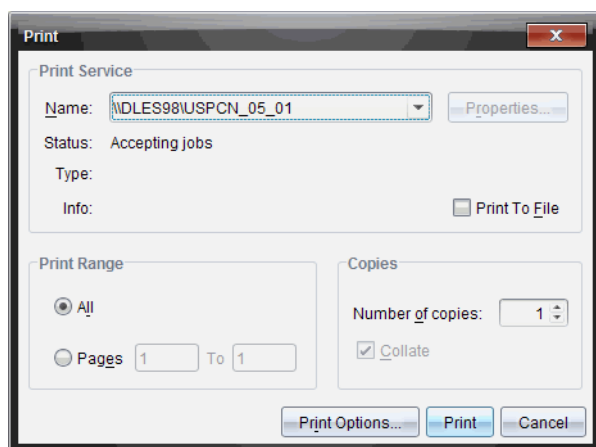 Print
Print Service
Name: \\DLES98\USPCN_05_01 Properties...
Status: Accepting jobs
Type:
Info: Print To File
Print Range
All
Pages 1 To 1
Copies
Number of copies: 1
Collate
Print Options... Print Cancel